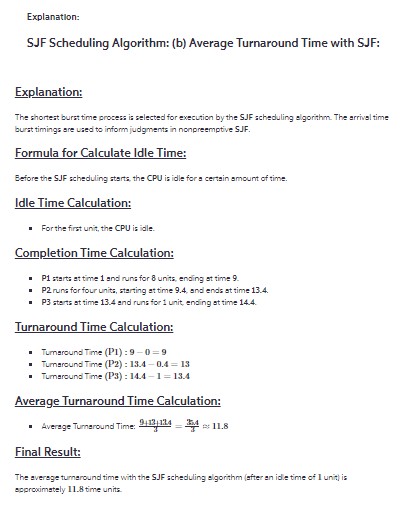 Explanation:
SJF Scheduling Algorithm: (b) Average Turnaround Time with SJF:
Explanation:
The shortest burst time process is selected for execution by the SJF scheduling algorithm. The arrival time
burst timings are used to inform judgments in nonpreemptive SJF.
Formula for Calculate Idle Time:
Before the SJF scheduling starts, the CPU is idle for a certain amount of time.
Idle Time Calculation:
▪ For the first unit, the CPU is idle.
Completion Time Calculation:
▪ P1 starts at time 1 and runs for 8 units, ending at time 9.
▪ P2 runs for four units, starting at time 9.4, and ends at time 13.4.
▪ P3 starts at time 13.4 and runs for 1 unit, ending at time 14.4.
Turnaround Time Calculation:
▪ Turnaround Time (P1) : 9 − 0 = 9
▪ Turnaround Time (P2) : 13.4 − 0.4 = 13
▪ Turnaround Time (P3) : 14.4 − 1 = 13.4
Average Turnaround Time Calculation:
▪ Average Turnaround Time: 9+13+13.4/3 = 35.4/3 ≈ 11.8
Final Result:
The average turnaround time with the SJF scheduling algorithm (after an idle time of 1 unit) is
approximately 11.8 time units.